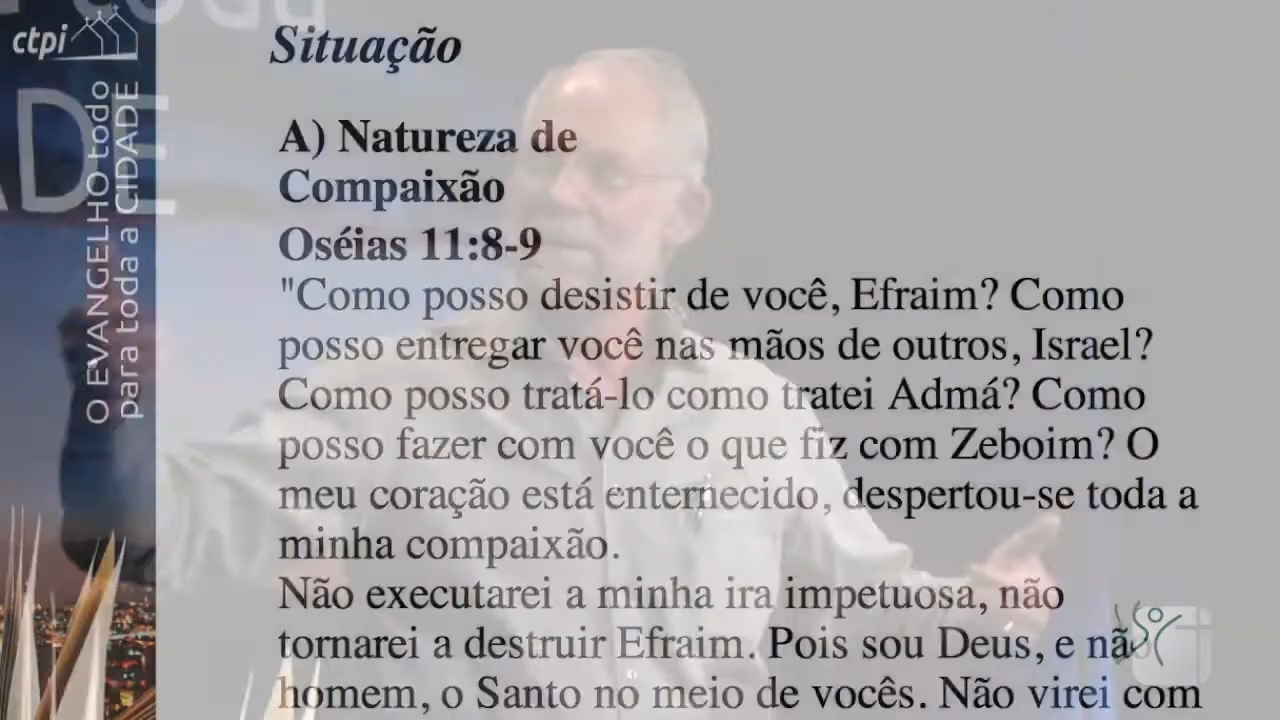 ctpi
O EVANGELHO todo
para toda a CIDADE
Situação
A) Natureza de
Compaixão
Oséias 11:8-9
"Como posso desistir de você, Efraim? Como
posso entregar você nas mãos de outros, Israel?
Como posso tratá-lo como tratei Admá? Como
posso fazer com você o que fiz com Zeboim? O
meu coração está enternecido, despertou-se toda a
minha compaixão.
Não executarei a minha ira impetuosa, não
tornarei a destruir Efraim. Pois sou Deus, e não
homem, o Santo no meio de vocês. Não virei com